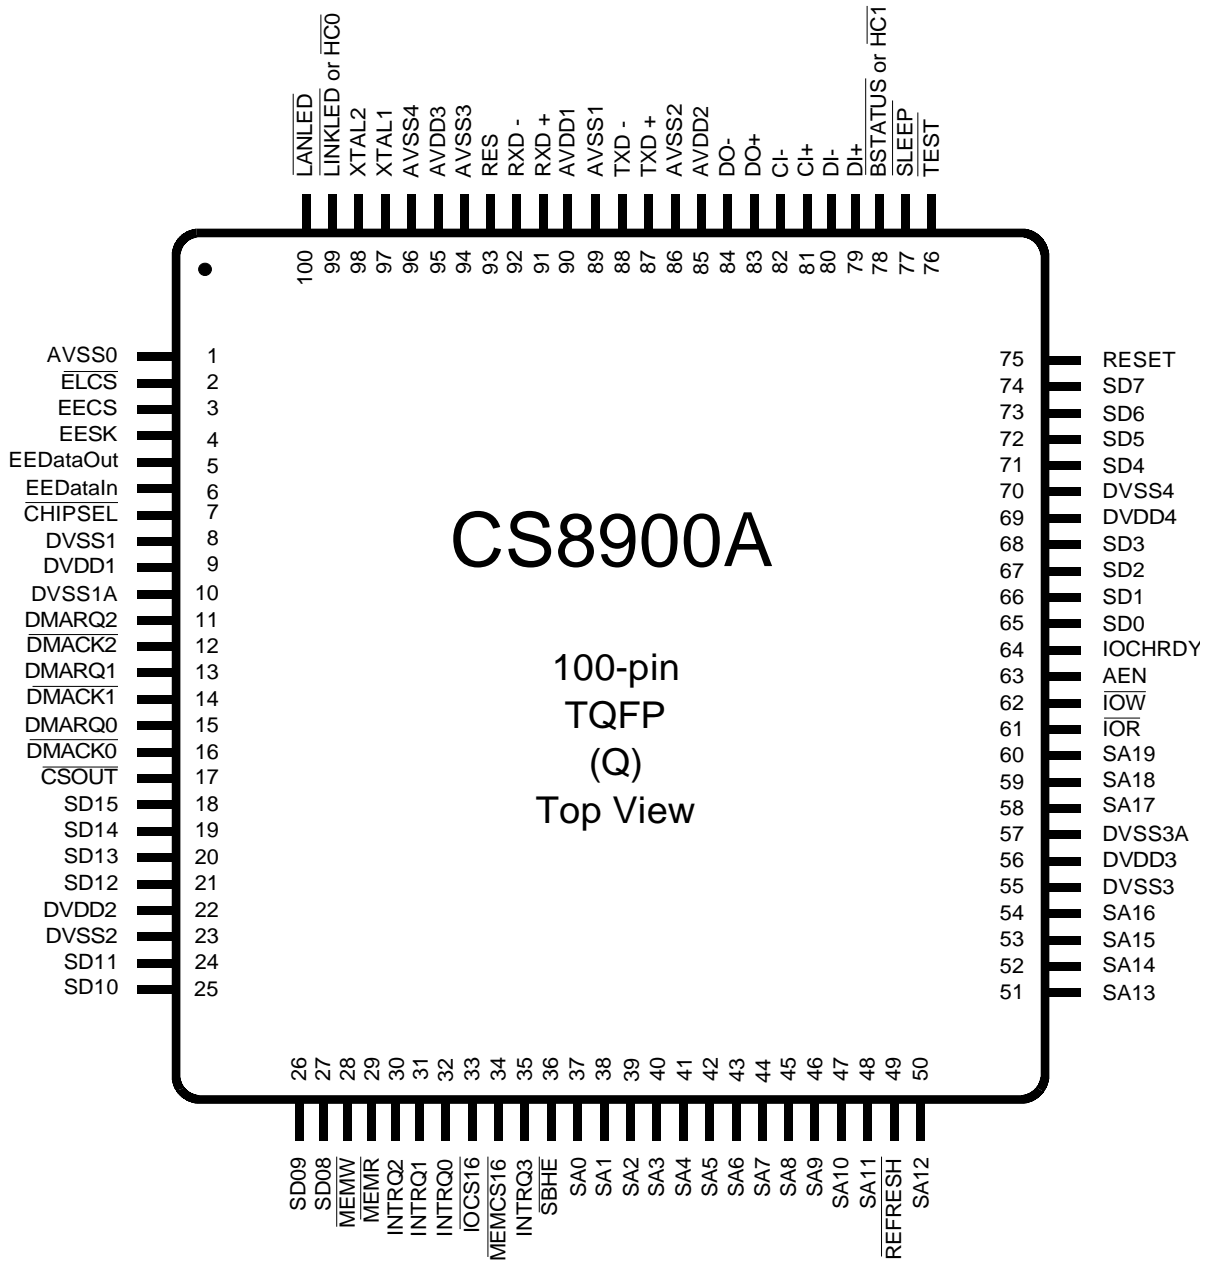 LANLED
LINKLED or HC0
XTAL2
XTAL1
AVSS4
AVDD3
AVSS3
RES
RXD -
RXD +
AVDD1
AVSS1
TXD -
TXD +
AVSS2
AVDD2
DO-
DO+
CI-
CI+
DI-
DI+
BSTATUS or HC1
SLEEP
TEST
100
99
98
97
96
95
94
93
92
91
90
89
88
87
86
85
84
83
82
81
80
79
78
77
76
AVSS0 1
ELCS 2
EECS 3
EESK 4
EEDataOut 5
EEDataIn 6
CHIPSEL 7
DVSS1 8
DVDD1 9
DVSS1A 10
DMARQ2 11
DMACK2 12
DMARQ1 13
DMACK1 14
DMARQ0 15
DMACK0 16
CSOUT 17
SD15 18
SD14 19
SD13 20
SD12 21
DVDD2 22
DVSS2 23
SD11 24
SD10 25
CS8900A
100-pin
TQFP
(Q)
Top View
75 RESET
74 SD7
73 SD6
72 SD5
71 SD4
70 DVSS4
69 DVDD4
68 SD3
67 SD2
66 SD1
65 SD0
64 IOCHRDY
63 AEN
62 IOW
61 IOR
60 SA19
59 SA18
58 SA17
57 DVSS3A
56 DVDD3
55 DVSS3
54 SA16
53 SA15
52 SA14
51 SA13
26
27
28
29
30
31
32
33
34
35
36
37
38
39
40
41
42
43
44
45
46
47
48
49
50
SD09
SD08
MEMW
MEMR
INTRQ2
INTRQ1
INTRQ0
IOCS16
MEMCS16
INTRQ3
SBHE
SA0
SA1
SA2
SA3
SA4
SA5
SA6
SA7
SA8
SA9
SA10
SA11
REFRESH
SA12